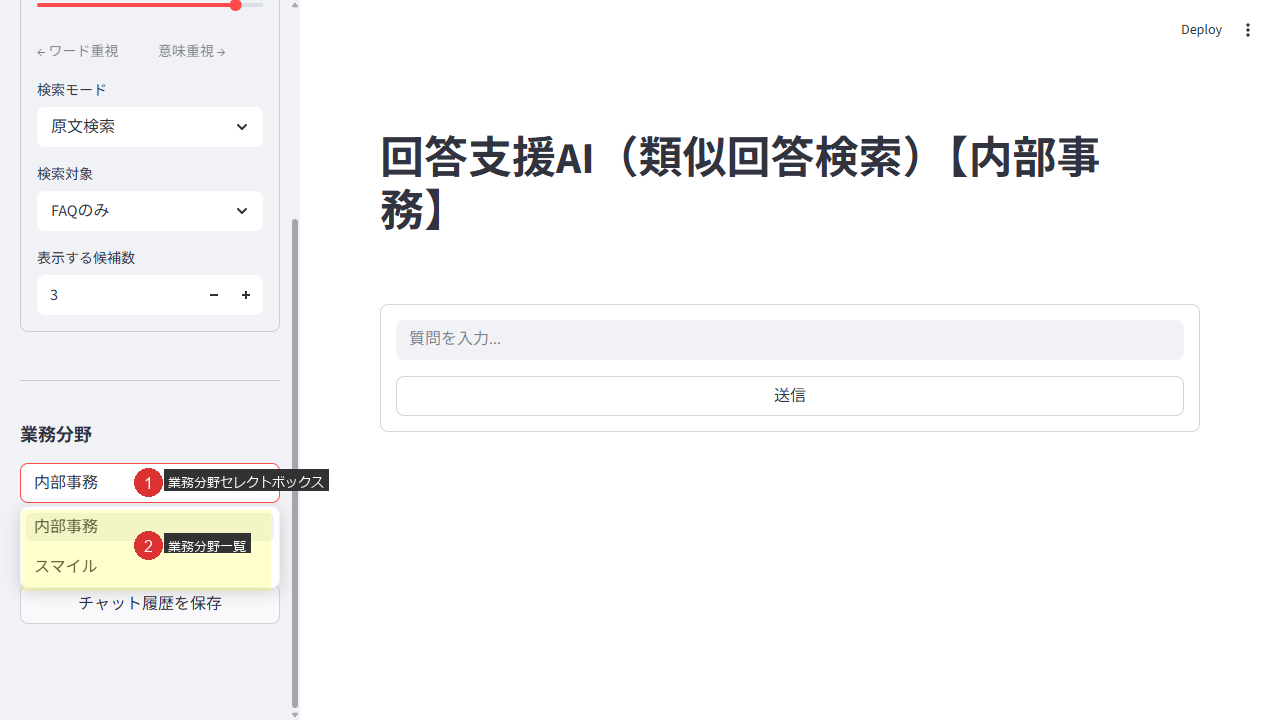 ← ワード重視
意味重視 →
検索モード
原文検索
検索対象
FAQのみ
表示する候補数
3
業務分野
内部事務
1 業務分野セレクトボックス
内部事務
2 業務分野一覧
スマイル
チャット履歴を保存
Deploy
回答支援AI（類似回答検索）【内部事
務】
質問を入力...
送信